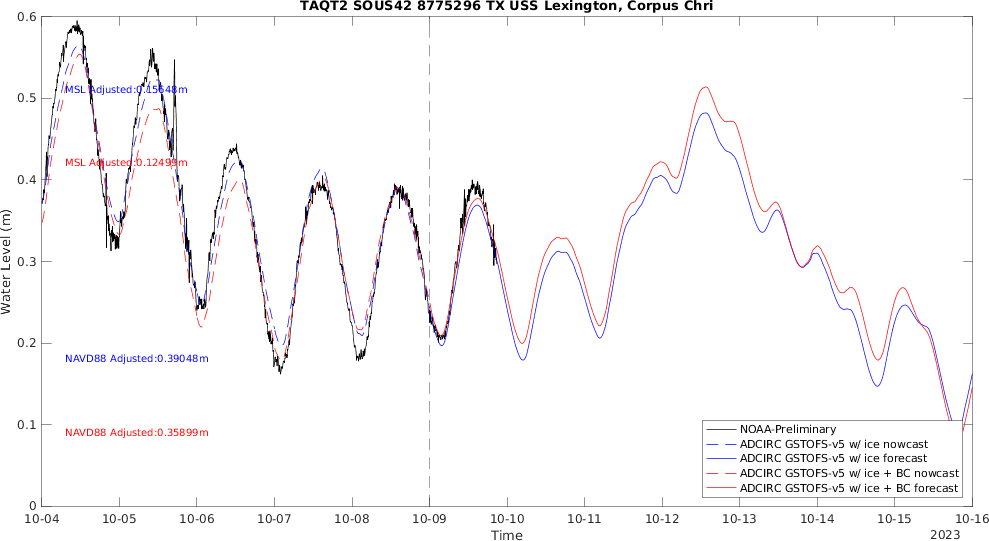 TAQT2 SOUS42 8775296 TX USS Lexington, Corpus Chri
Water Level (m)
0.6
0.5
0.4
0.3
0.2
0.1
0
MSL Adjusted:0.15648m
MSL Adjusted:0.12499m
NAVD88 Adjusted:0.39048m
NAVD88 Adjusted:0.35899m
NOAA-Preliminary
ADCIRC GSTOFS-v5 w/ ice nowcast
ADCIRC GSTOFS-v5 w/ ice forecast
ADCIRC GSTOFS-v5 w/ ice + BC nowcast
ADCIRC GSTOFS-v5 w/ ice + BC forecast
10-04 10-05 10-06 10-07 10-08 10-09 10-10 10-11 10-12 10-13 10-14 10-15 10-16
Time
2023